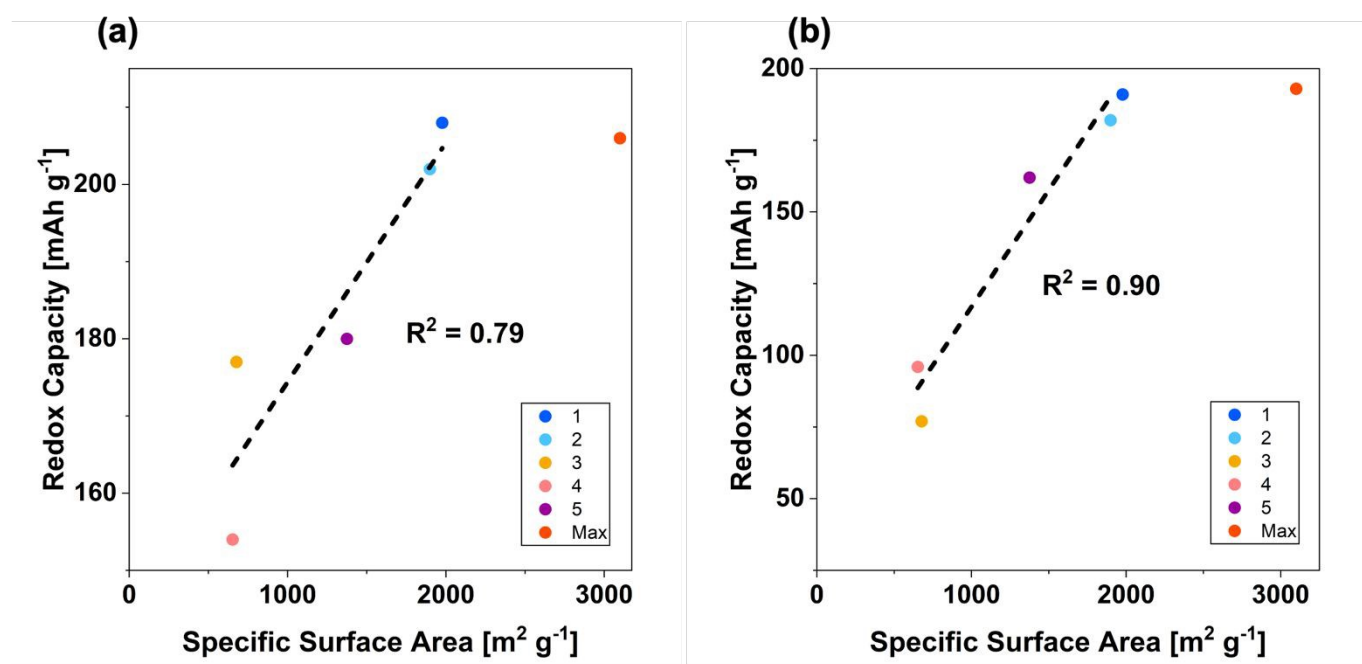 (a)
Redox Capacity [mAh g⁻¹]
200
180
160
R² = 0.79
1
2
3
4
5
Max
0
1000
2000
3000
Specific Surface Area [m² g⁻¹]
(b)
Redox Capacity [mAh g⁻¹]
200
150
100
50
R² = 0.90
1
2
3
4
5
Max
0
1000
2000
3000
Specific Surface Area [m² g⁻¹]